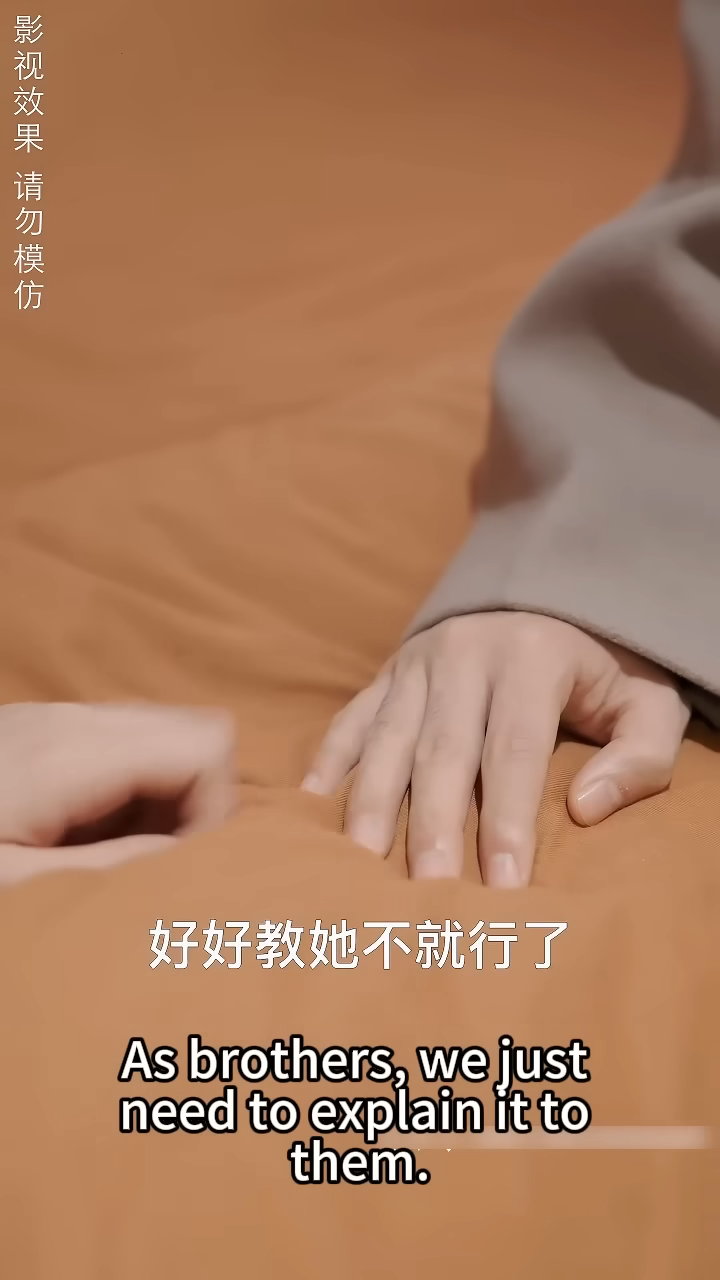 影视效果 请勿模仿
好好教她不就行了
As brothers, we just
need to explain it to
them.